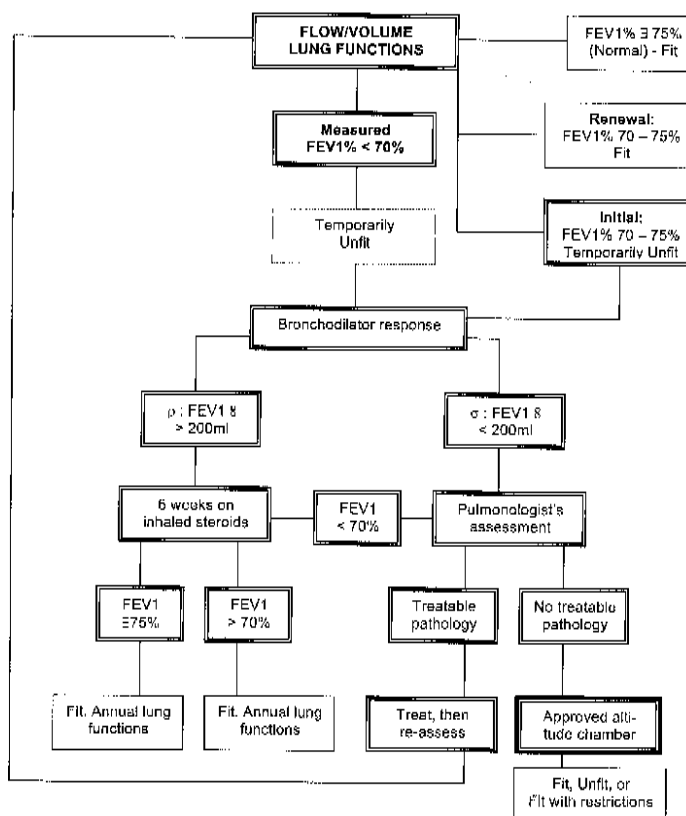 FLOW/VOLUME
LUNG FUNCTIONS
FEV1% ∃ 75%
(Normal) - Fit
Measured
FEV1% < 70%
Renewal:
FEV1% 70 – 75%
Fit
Temporarily
Unfit
Initial:
FEV1% 70 – 75%
Temporarily Unfit
Bronchodilator response
ρ : FEV1 8
> 200ml
σ : FEV1 8
< 200ml
6 weeks on
inhaled steroids
FEV1
< 70%
Pulmonologist's
assessment
FEV1
∃75%
FEV1
> 70%
Treatable
pathology
No treatable
pathology
Fit. Annual lung
functions
Fit. Annual lung
functions
Treat, then
re-assess
Approved alti-
tude chamber
Fit, Unfit, or
Fit with restrictions